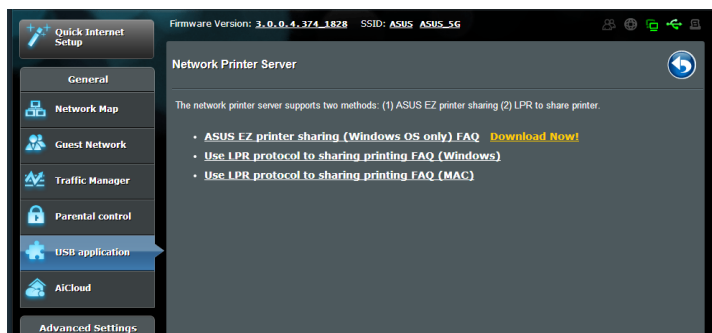 Quick Internet
Setup
Firmware Version: 3.0.0.4.374_1828 SSID: ASUS ASUS_5G
General
Network Map
Guest Network
Traffic Manager
Parental control
USB application
AiCloud
Advanced Settings
Network Printer Server
The network printer server supports two methods: (1) ASUS EZ printer sharing (2) LPR to share printer.
ASUS EZ printer sharing (Windows OS only) FAQ Download Now!
Use LPR protocol to sharing printing FAQ (Windows)
Use LPR protocol to sharing printing FAQ (MAC)